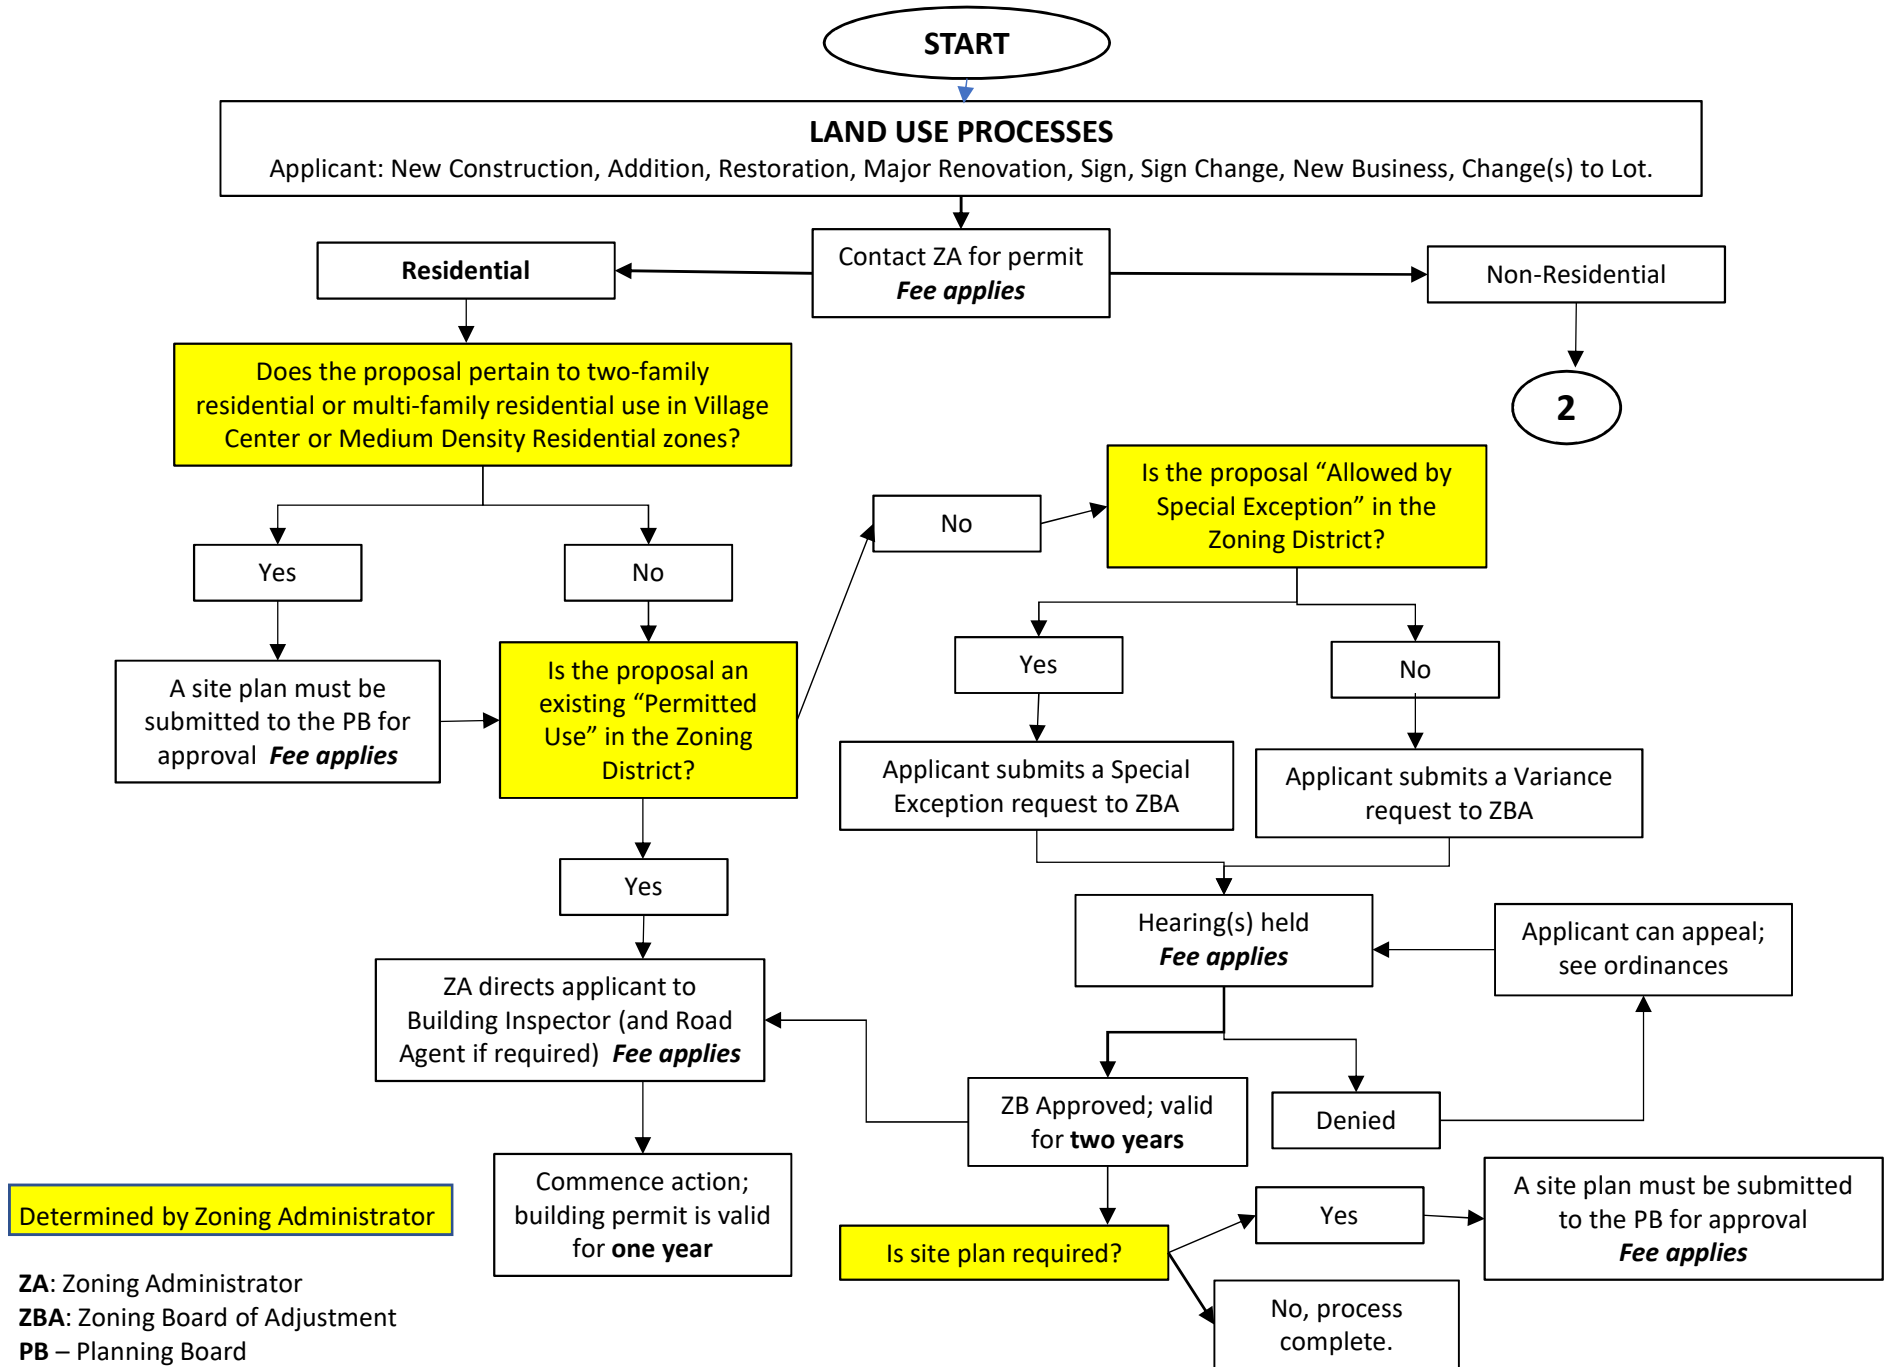 START
LAND USE PROCESSES
Applicant: New Construction, Addition, Restoration, Major Renovation, Sign, Sign Change, New Business, Change(s) to Lot.
Residential
Contact ZA for permit
Fee applies
Non-Residential
2
Does the proposal pertain to two-family
residential or multi-family residential use in Village
Center or Medium Density Residential zones?
Yes
No
A site plan must be
submitted to the PB for
approval Fee applies
Is the proposal an
existing “Permitted
Use” in the Zoning
District?
No
Is the proposal “Allowed by
Special Exception” in the
Zoning District?
Yes
No
Applicant submits a Special
Exception request to ZBA
Applicant submits a Variance
request to ZBA
Yes
Hearing(s) held
Fee applies
Applicant can appeal;
see ordinances
ZA directs applicant to
Building Inspector (and Road
Agent if required) Fee applies
ZB Approved; valid
for two years
Denied
Commence action;
building permit is valid
for one year
Is site plan required?
Yes
A site plan must be submitted
to the PB for approval
Fee applies
No, process
complete.
Determined by Zoning Administrator
ZA: Zoning Administrator
ZBA: Zoning Board of Adjustment
PB – Planning Board